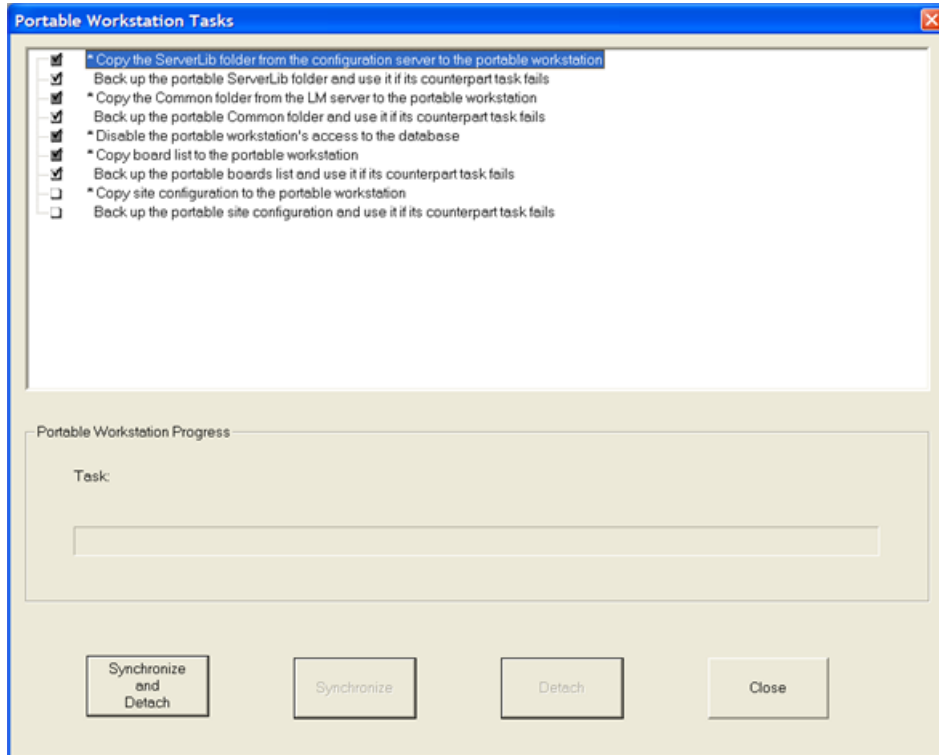 Portable Workstation Tasks
* Copy the ServerLib folder from the configuration server to the portable workstation
Back up the portable ServerLib folder and use it if its counterpart task fails
* Copy the Common folder from the LM server to the portable workstation
Back up the portable Common folder and use it if its counterpart task fails
* Disable the portable workstation's access to the database
* Copy board list to the portable workstation
Back up the portable boards list and use it if its counterpart task fails
* Copy site configuration to the portable workstation
Back up the portable site configuration and use it if its counterpart task fails
Portable Workstation Progress
Task:
Synchronize
and
Detach
Synchronize
Detach
Close